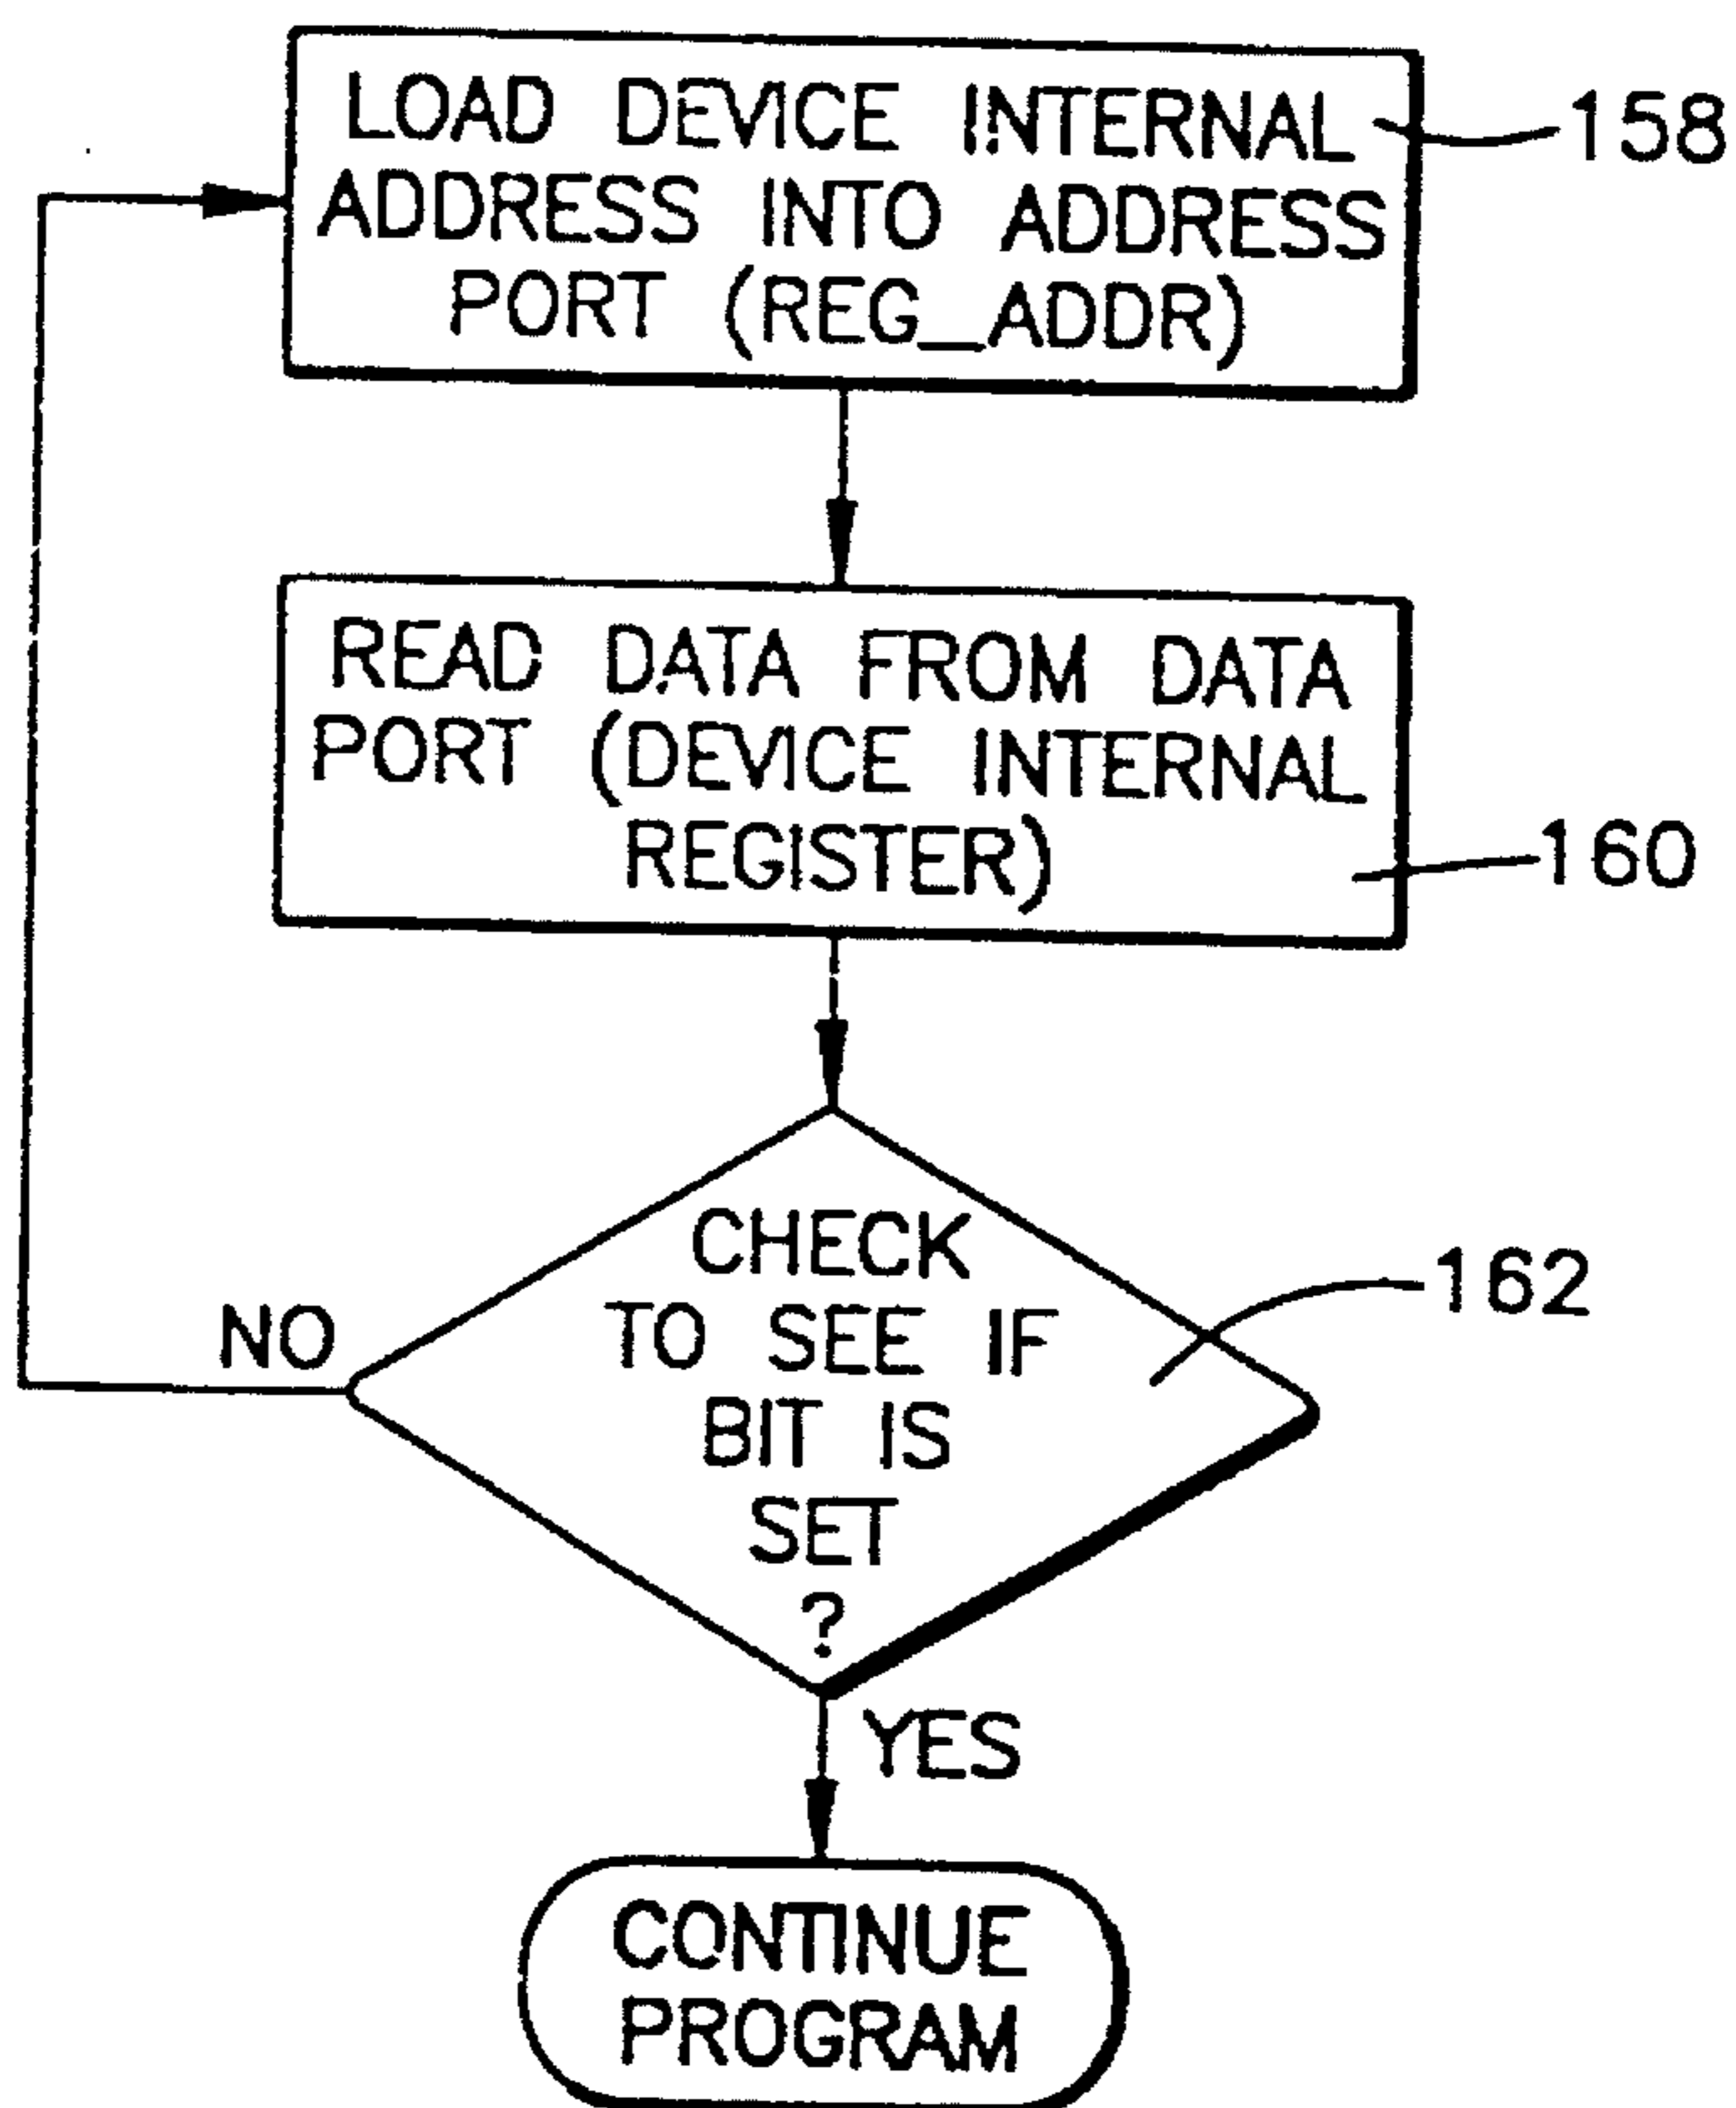 LOAD DEVICE INTERNAL
ADDRESS INTO ADDRESS
PORT (REG_ADDR)
158
READ DATA FROM DATA
PORT (DEVICE INTERNAL
REGISTER)
160
CHECK
TO SEE IF
BIT IS
SET
?
162
NO
YES
CONTINUE
PROGRAM